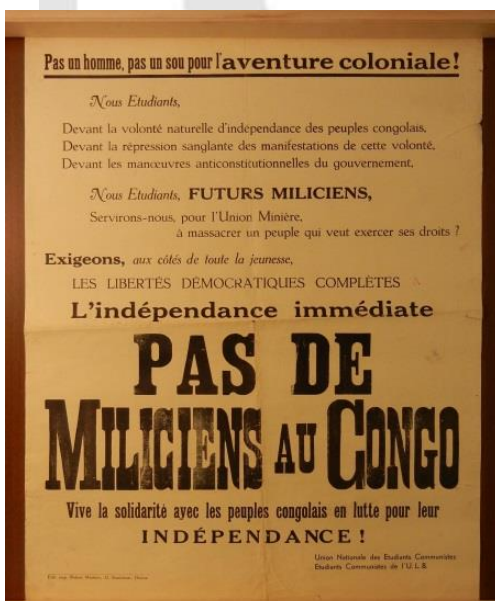 Pas un homme, pas un sou pour l'aventure coloniale!
Nous Etudiants,
Devant la volonté naturelle d'indépendance des peuples congolais,
Devant la répression sanglante des manifestations de cette volonté,
Devant les manœuvres anticonstitutionnelles du gouvernement,
Nous Etudiants, FUTURS MILICIENS,
Servirons-nous, pour l'Union Minière,
à massacrer un peuple qui veut exercer ses droits ?
Exigeons, aux côtés de toute la jeunesse,
LES LIBERTÉS DÉMOCRATIQUES COMPLÈTES
L'indépendance immédiate
PAS DE
MILICIENS AU CONGO
Vive la solidarité avec les peuples congolais en lutte pour leur
INDÉPENDANCE !
Union Nationale des Etudiants Communistes
Etudiants Communistes de l'U.L.B.